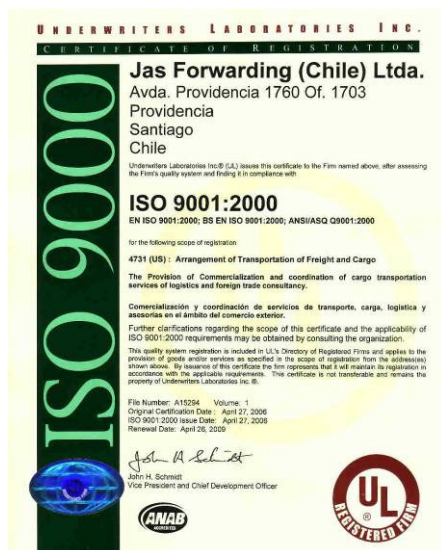 UNDERWRITERS LABORATORIES INC.
CERTIFICATE OF REGISTRATION
ISO 9000
Jas Forwarding (Chile) Ltda.
Avda. Providencia 1760 Of. 1703
Providencia
Santiago
Chile
Underwriters Laboratories Inc.® (UL) issues this certificate to the Firm named above, after assessing
the Firm's quality system and finding it in compliance with
ISO 9001:2000
EN ISO 9001:2000; BS EN ISO 9001:2000; ANSI/ASQ Q9001:2000
for the following scope of registration
4731 (US) : Arrangement of Transportation of Freight and Cargo
The Provision of Commercialization and coordination of cargo transportation
services of logistics and foreign trade consultancy.
Comercialización y coordinación de servicios de transporte, carga, logística y
asesorías en el ámbito del comercio exterior.
Further clarifications regarding the scope of this certificate and the applicability of
ISO 9001:2000 requirements may be obtained by consulting the organization.
This quality system registration is included in UL's Directory of Registered Firms and applies to the
provision of goods and/or services as specified in the scope of registration from the address(es)
shown above. By issuance of this certificate the firm represents that it will maintain its registration in
accordance with the applicable requirements. This certificate is not transferable and remains the
property of Underwriters Laboratories Inc. ®.
File Number: A15294 Volume: 1
Original Certification Date : April 27, 2006
ISO 9001:2000 Issue Date: April 27, 2006
Renewal Date: April 26, 2009
John A Schmidt
John H. Schmidt
Vice President and Chief Development Officer
ANAB
ACCREDITED
UL
®
REGISTERED FIRM